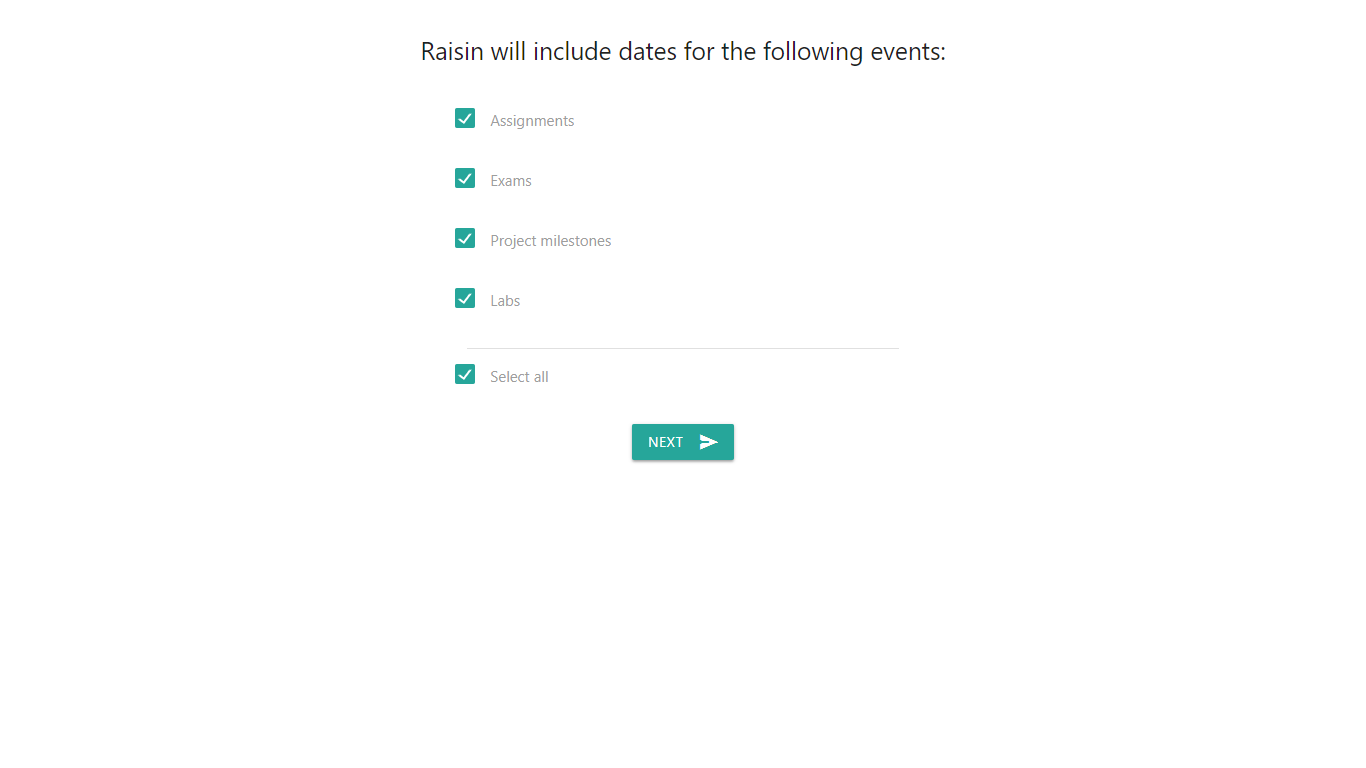 Raisin will include dates for the following events:
Assignments
Exams
Project milestones
Labs
Select all
NEXT